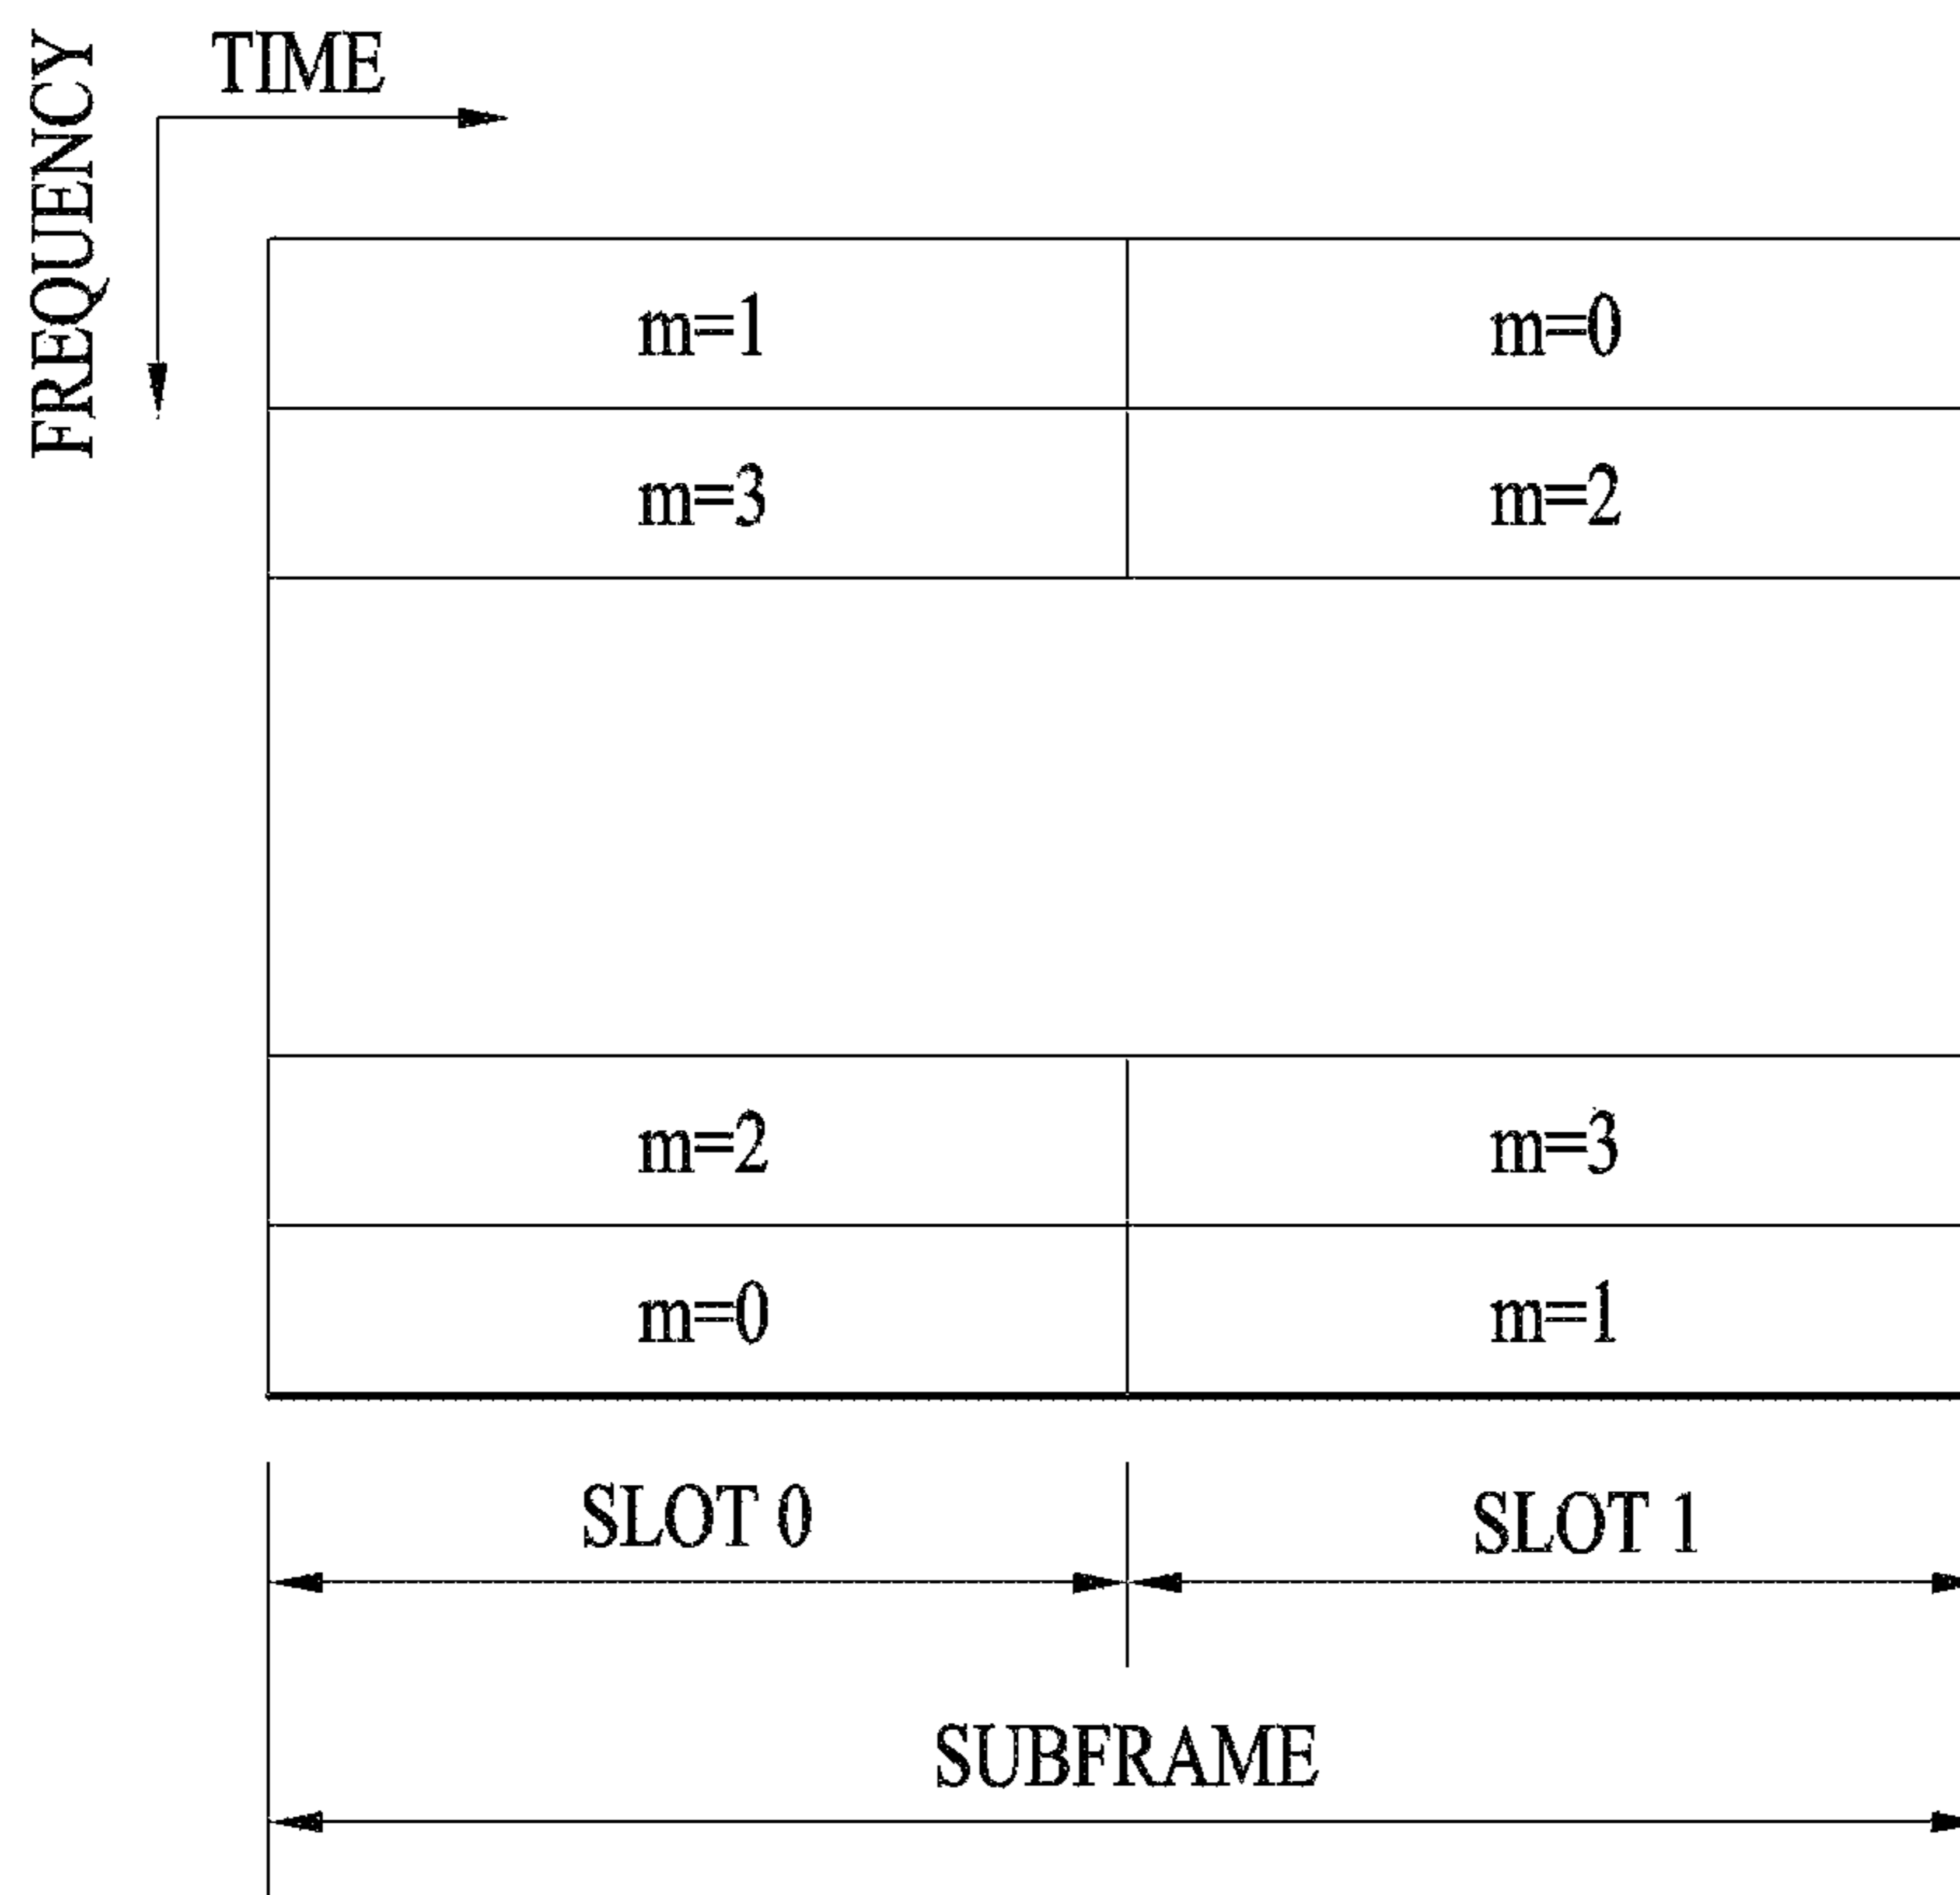 TIME
FREQUENCY
m=1 m=0
m=3 m=2
m=2 m=3
m=0 m=1
SLOT 0 SLOT 1
SUBFRAME